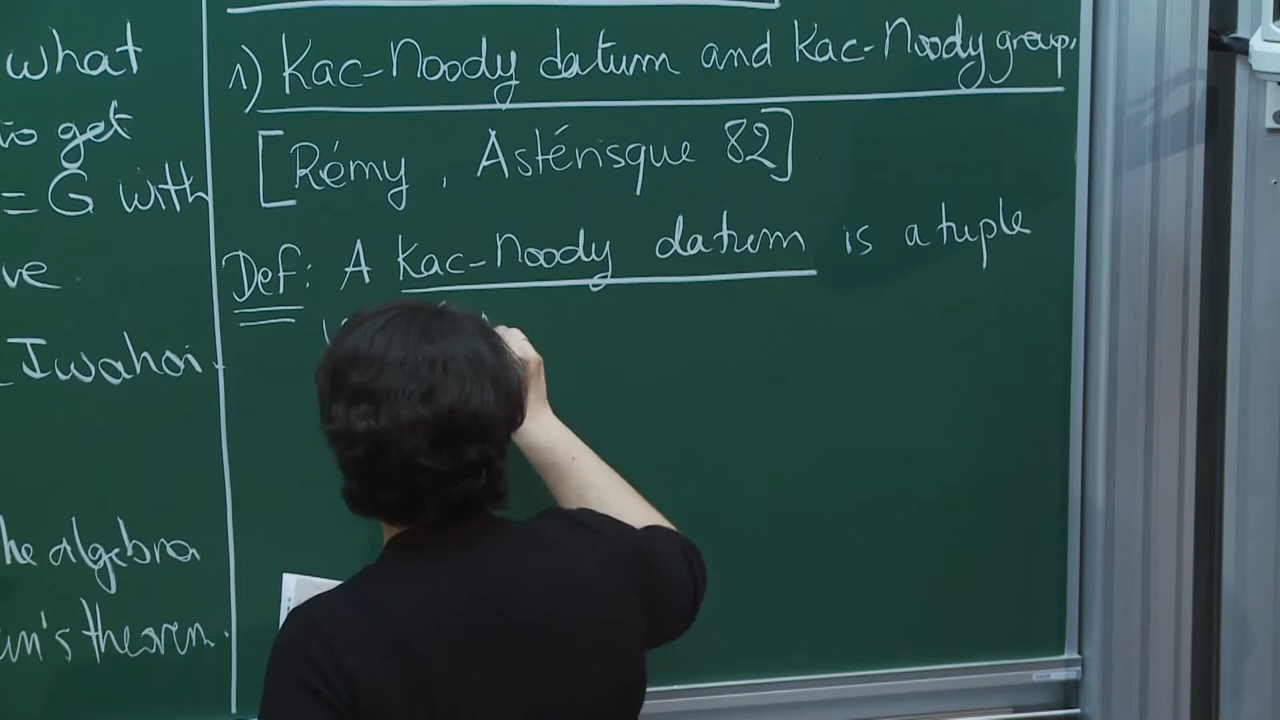 what
to get
= G with
ve
Iwahori.
he algebra
's theorem.
1) Kac-Moody datum and Kac-Moody group.
[Rémy, Astérisque 82]
Def: A Kac-Moody datum is a tuple